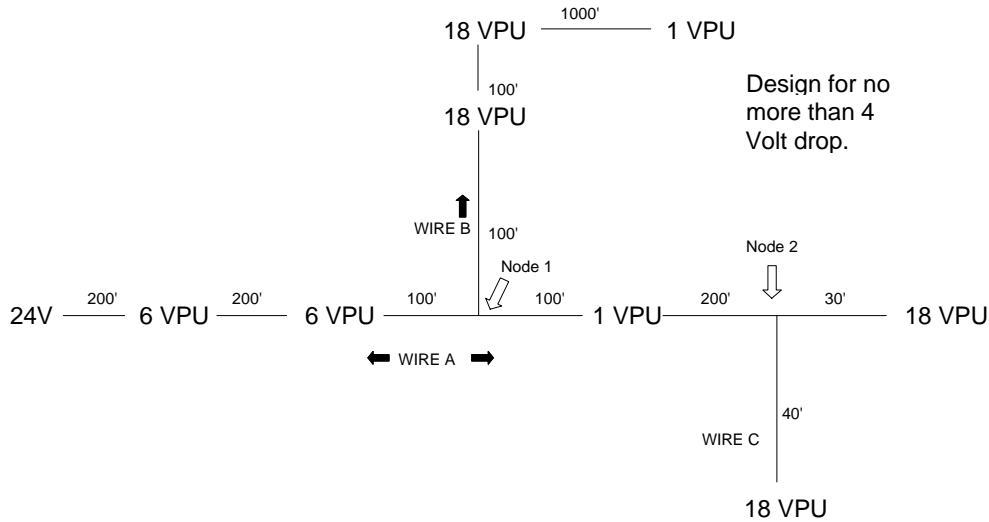 18 VPU
1000'
1 VPU
100'
18 VPU
Design for no
more than 4
Volt drop.
WIRE B
100'
Node 1
Node 2
24V
200'
6 VPU
200'
6 VPU
100'
100'
1 VPU
200'
30'
18 VPU
WIRE A
40'
WIRE C
18 VPU